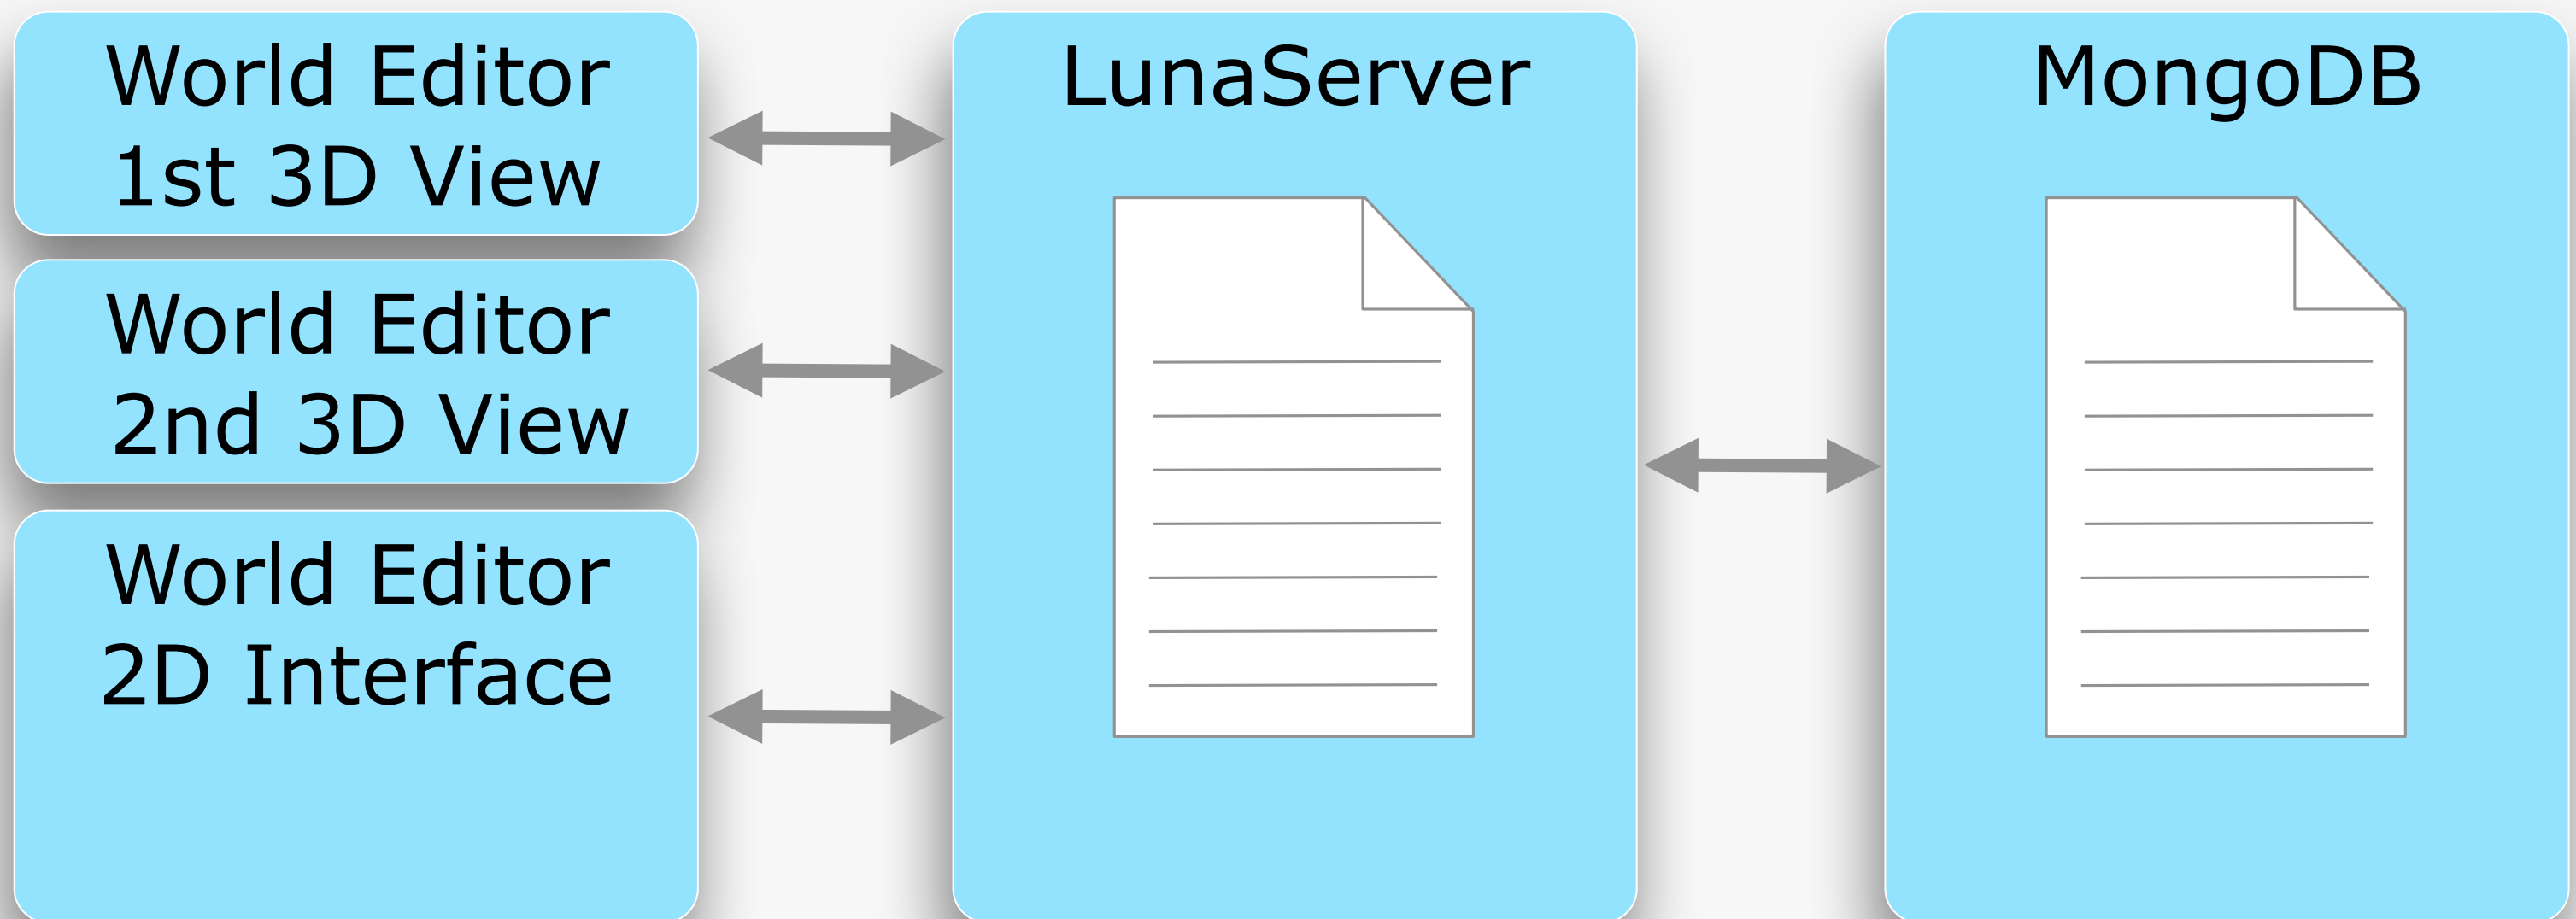 World Editor
1st 3D View
World Editor
2nd 3D View
World Editor
2D Interface
LunaServer
MongoDB